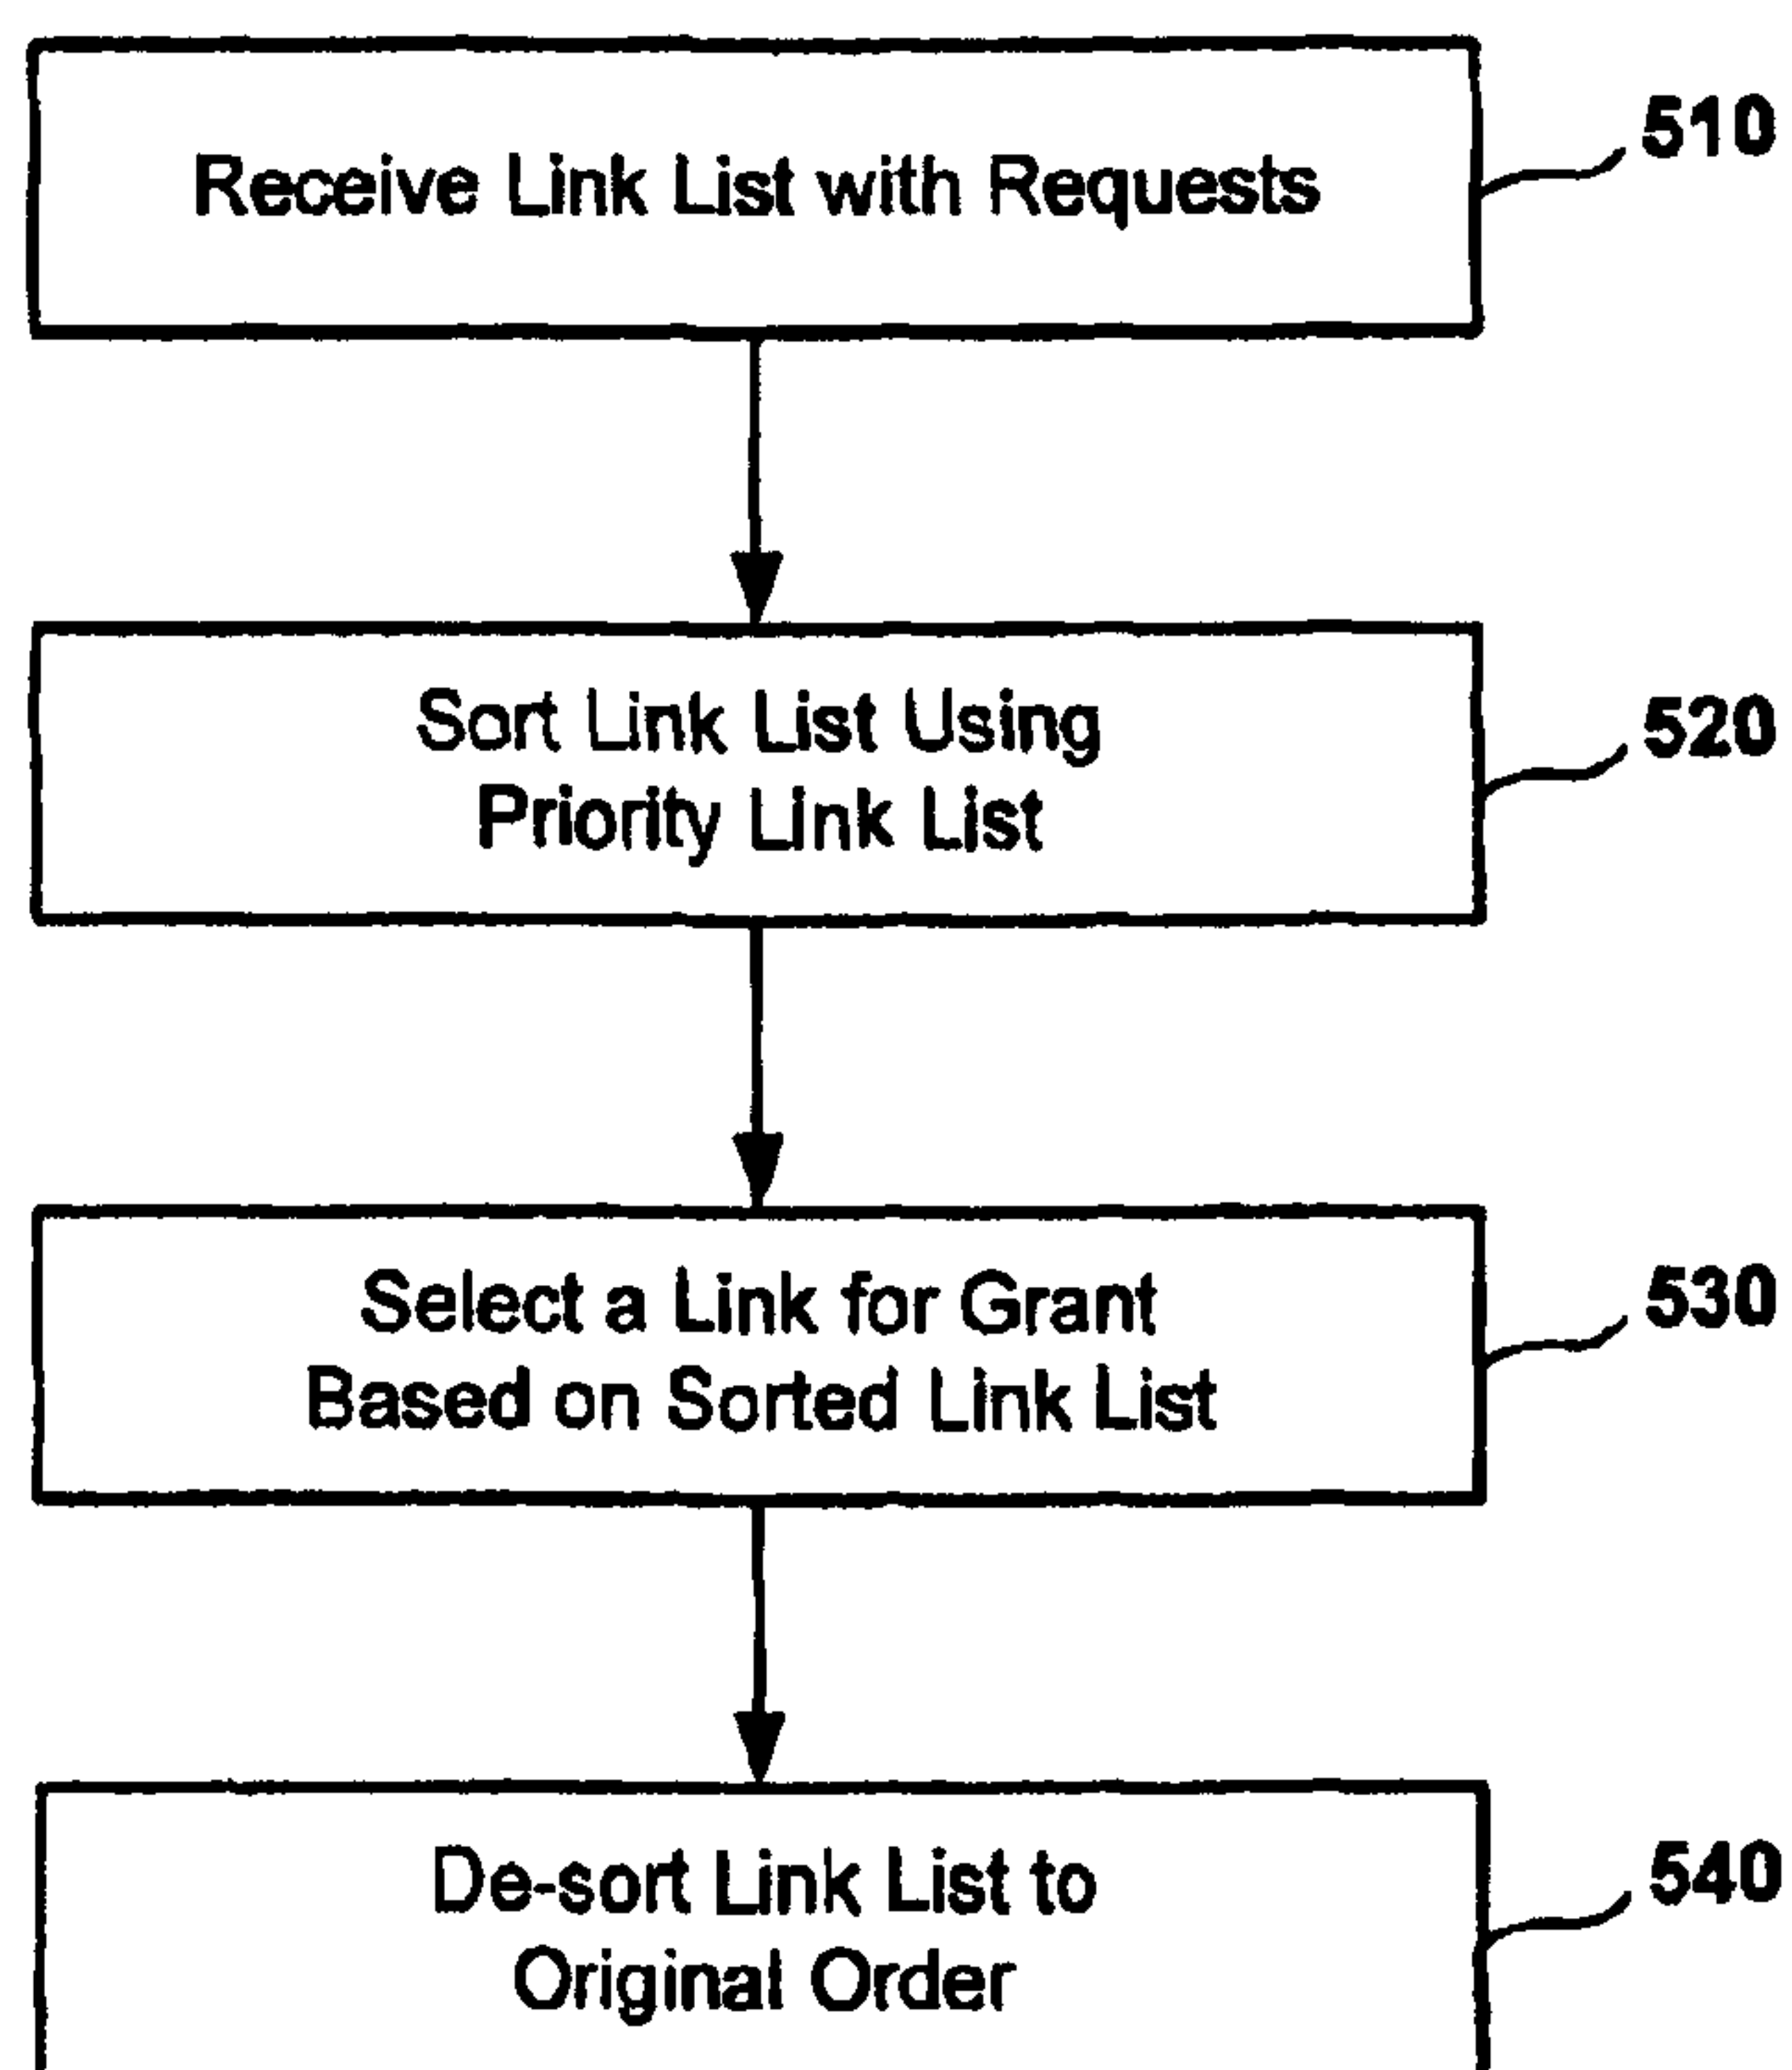 Receive Link List with Requests
510
Sort Link List Using
Priority Link List
520
Select a Link for Grant
Based on Sorted Link List
530
De-sort Link List to
Original Order
540